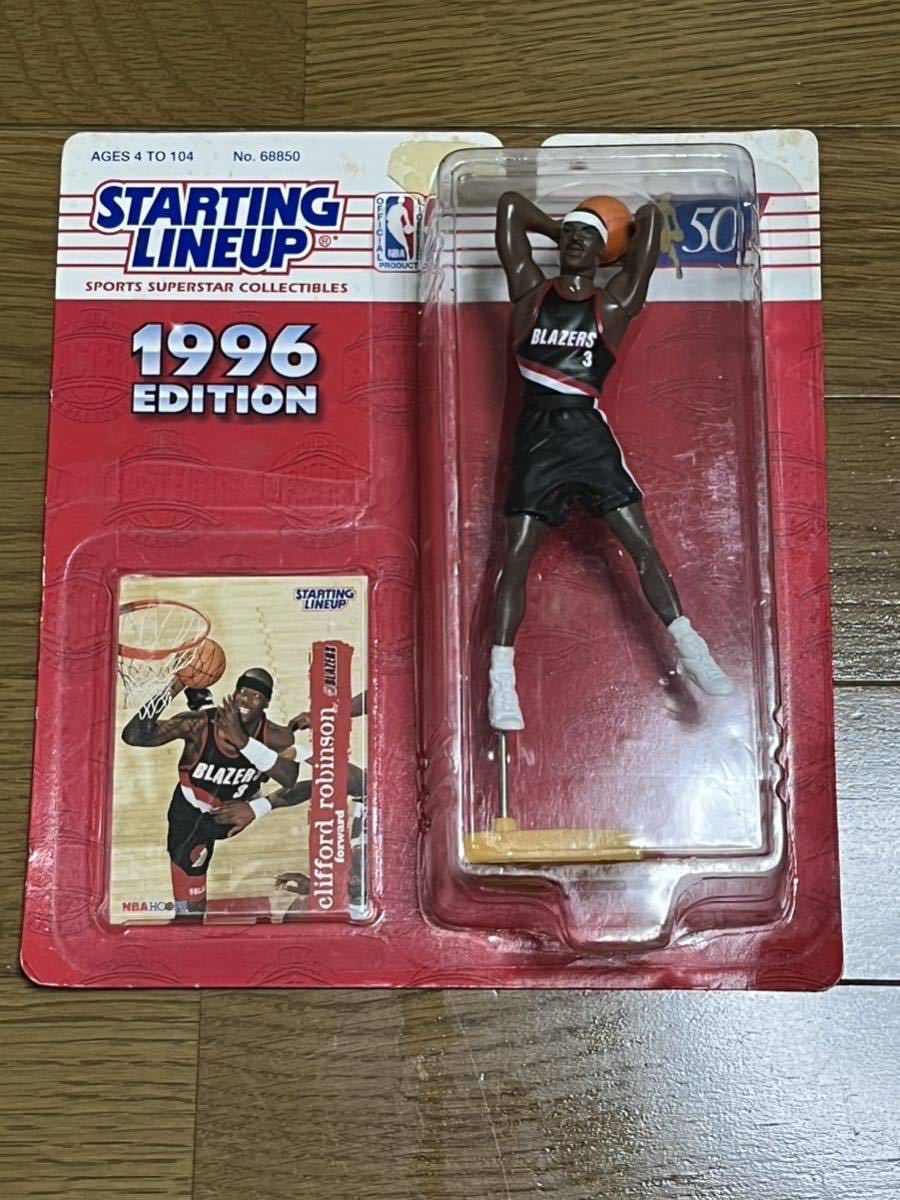 AGES 4 TO 104 No. 68850
STARTING
LINEUP®
SPORTS SUPERSTAR COLLECTIBLES
OFFICIAL
NBA
PRODUCT
50
1996
EDITION
BLAZERS
3
STARTING
LINEUP
BLAZERS
clifford robinson
forward
BLAZERS
3
NBA HOOPS